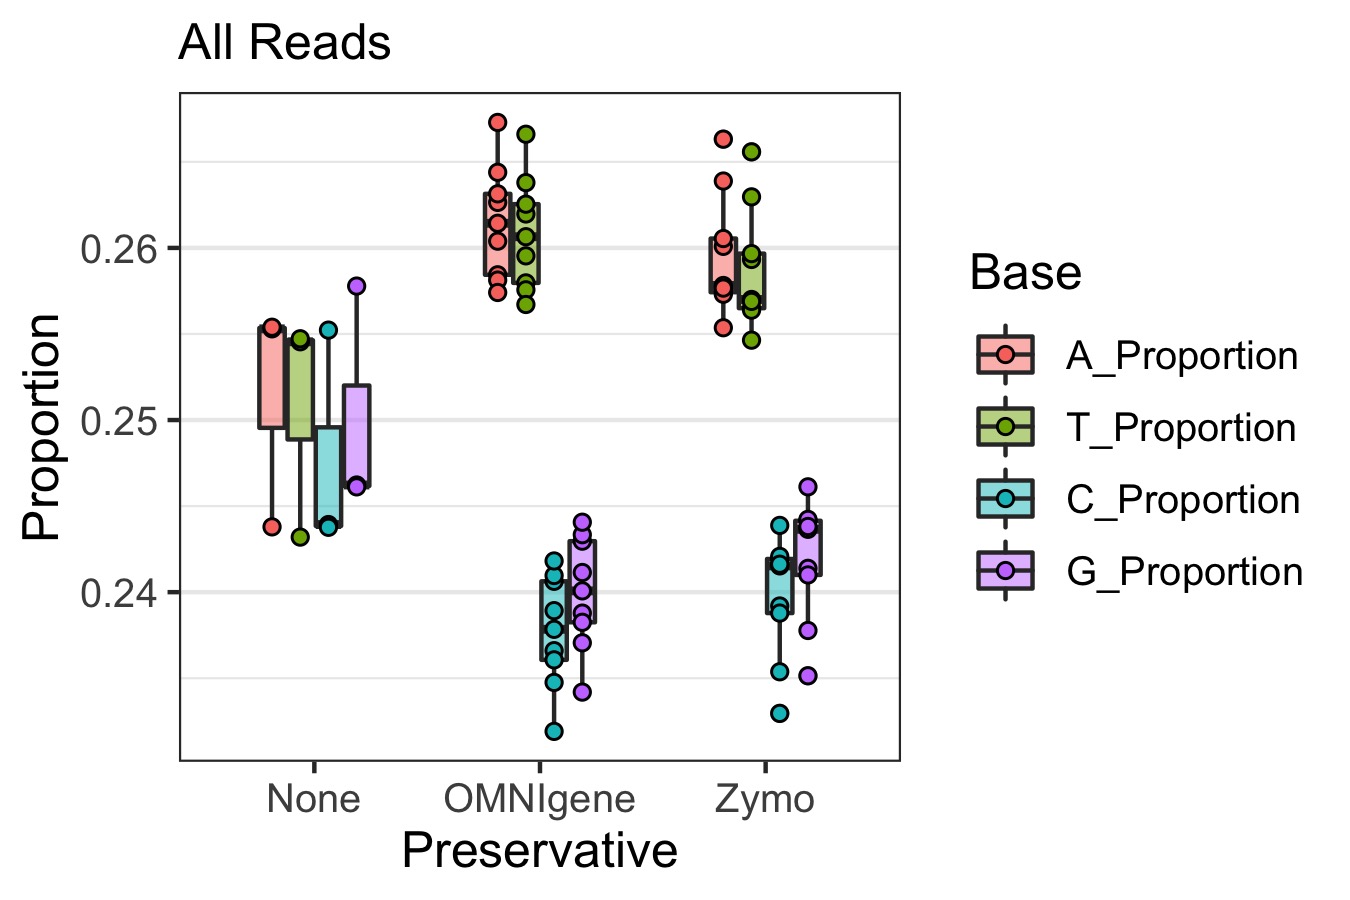 All Reads
Proportion
0.26
0.25
0.24
None
OMNIgene
Zymo
Preservative
Base
A_Proportion
T_Proportion
C_Proportion
G_Proportion